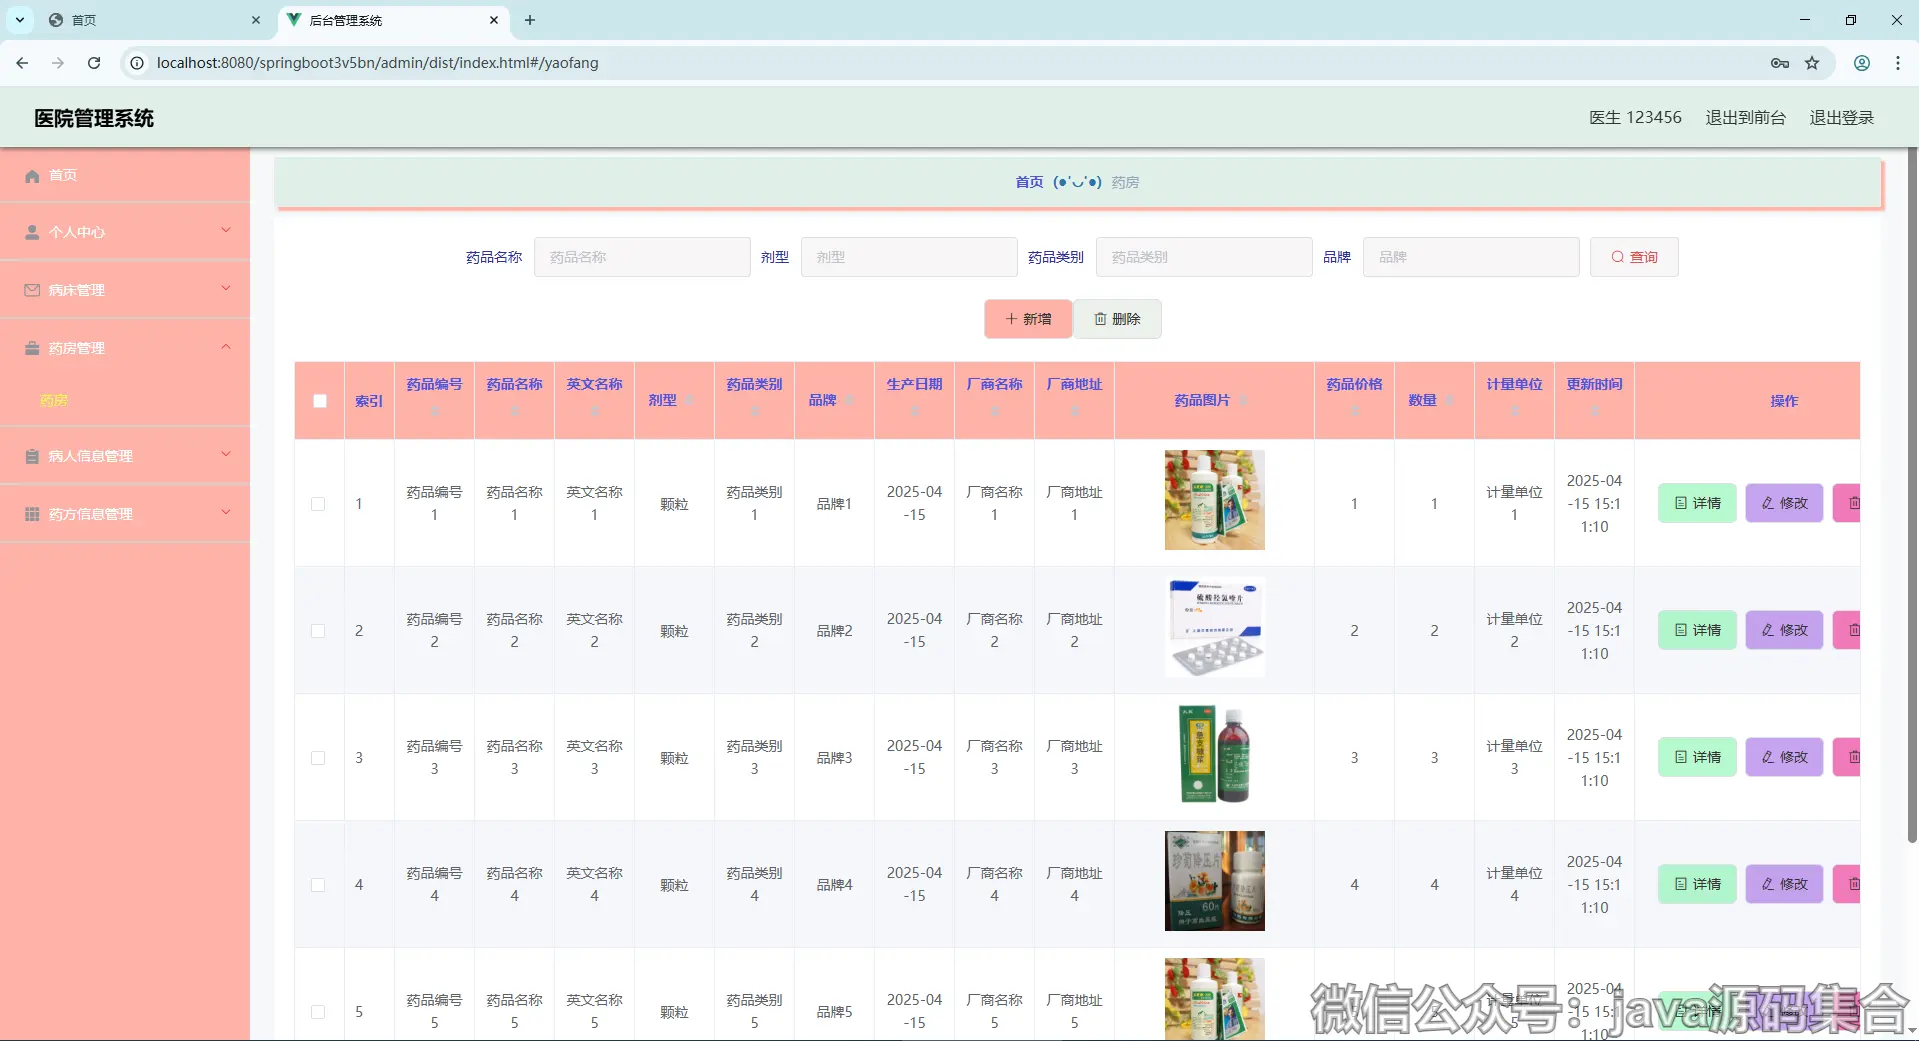 首页
后台管理系统
localhost:8080/springboot3v5bn/admin/dist/index.html#/yaofang
医院管理系统
医生 123456 退出到前台 退出登录
首页
个人中心
病床管理
药房管理
药房
病人信息管理
药方信息管理
首页 (●'◡'●) 药房
药品名称 药品名称 剂型 剂型 药品类别 药品类别 品牌 品牌 查询
新增 删除
索引 药品编号 药品名称 英文名称 剂型 药品类别 品牌 生产日期 厂商名称 厂商地址 药品图片 药品价格 数量 计量单位 更新时间 操作
1 药品编号1 药品名称1 英文名称1 颗粒 药品类别1 品牌1 2025-04-15 厂商名称1 厂商地址1 1 1 计量单位1 2025-04-15 15:11:10 详情 修改
2 药品编号2 药品名称2 英文名称2 颗粒 药品类别2 品牌2 2025-04-15 厂商名称2 厂商地址2 硫酸羟氯喹片 2 2 计量单位2 2025-04-15 15:11:10 详情 修改
3 药品编号3 药品名称3 英文名称3 颗粒 药品类别3 品牌3 2025-04-15 厂商名称3 厂商地址3 急支糖浆 3 3 计量单位3 2025-04-15 15:11:10 详情 修改
4 药品编号4 药品名称4 英文名称4 颗粒 药品类别4 品牌4 2025-04-15 厂商名称4 厂商地址4 珍菊降压片 60片 4 4 计量单位4 2025-04-15 15:11:10 详情 修改
5 药品编号5 药品名称5 英文名称5 颗粒 药品类别5 品牌5 2025-04-15 厂商名称5 厂商地址5 5 5 计量单位5 2025-04-15 15:11:10 详情 修改
微信公众号：java源码集合